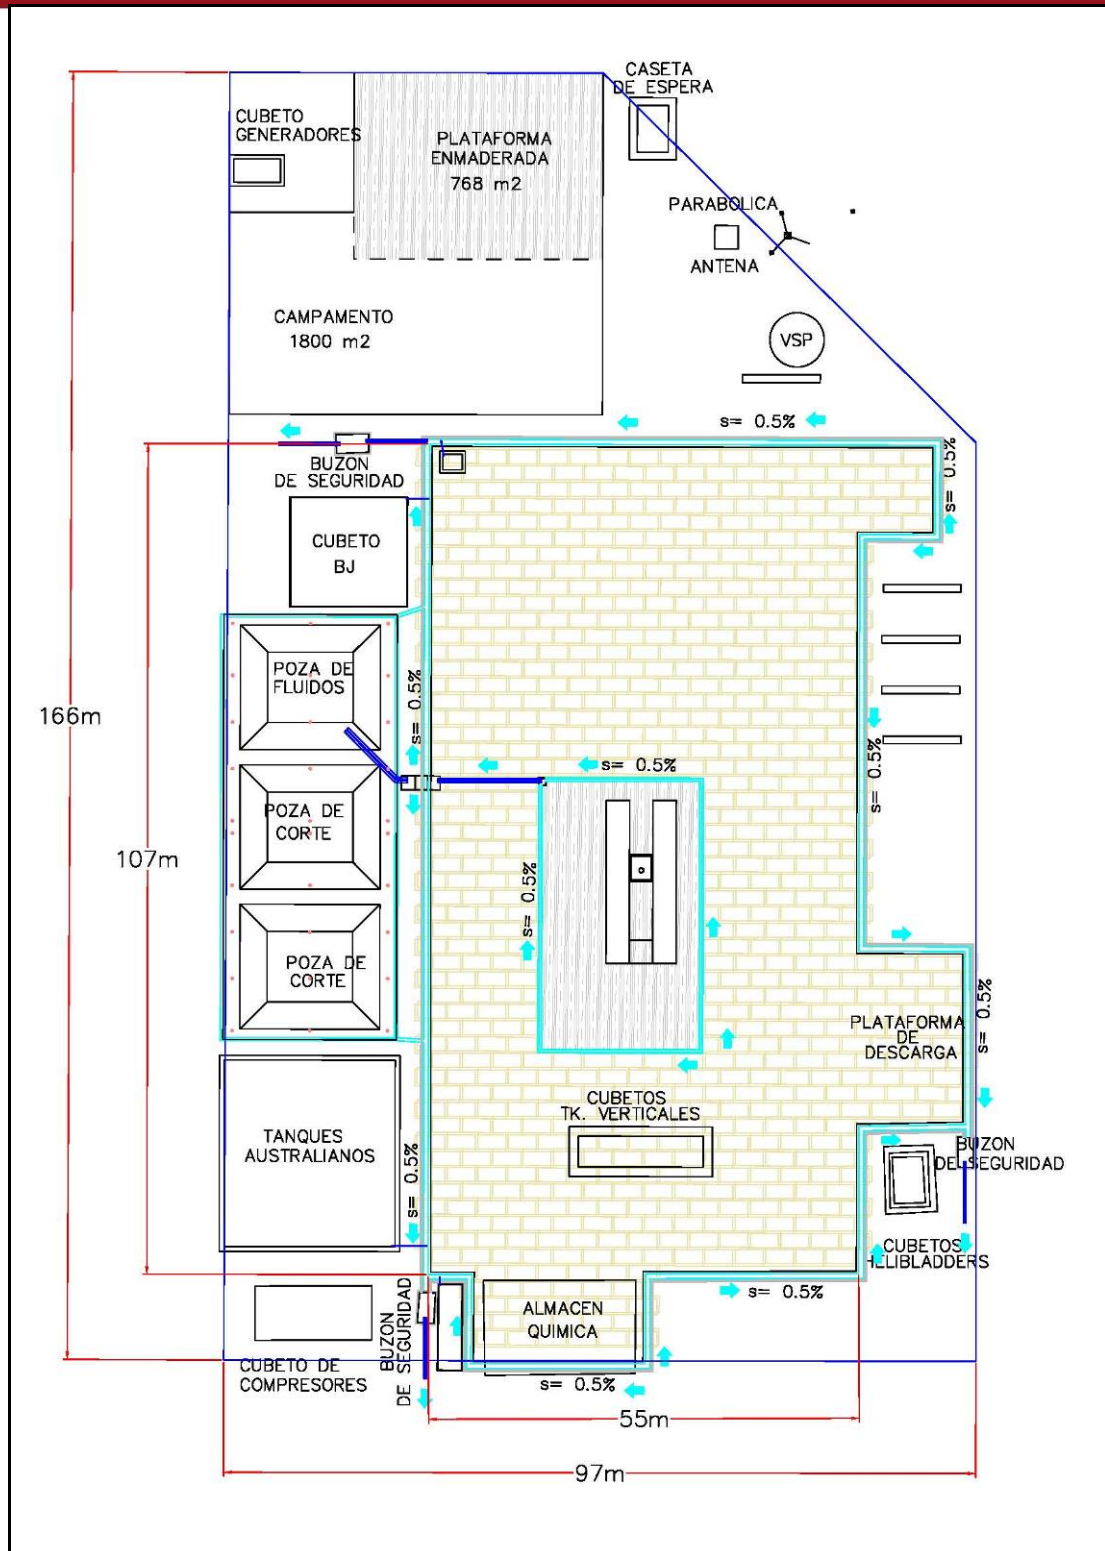 CASETA
DE ESPERA
CUBETO
GENERADORES
PLATAFORMA
ENMADERADA
768 m2
PARABOLICA
ANTENA
CAMPAMENTO
1800 m2
VSP
s= 0.5%
s= 0.5%
BUZON
DE SEGURIDAD
CUBETO
BJ
POZA DE
FLUIDOS
s= 0.5%
166m
s= 0.5%
s= 0.5%
POZA DE
CORTE
107m
s= 0.5%
POZA DE
CORTE
s= 0.5%
PLATAFORMA
DE
DESCARGA
CUBETOS
TK. VERTICALES
TANQUES
AUSTRALIANOS
s= 0.5%
BUZON
DE SEGURIDAD
CUBETOS
HELIBLADDERS
s= 0.5%
ALMACEN
QUIMICA
BUZON
DE SEGURIDAD
CUBETO DE
COMPRESORES
s= 0.5%
55m
97m